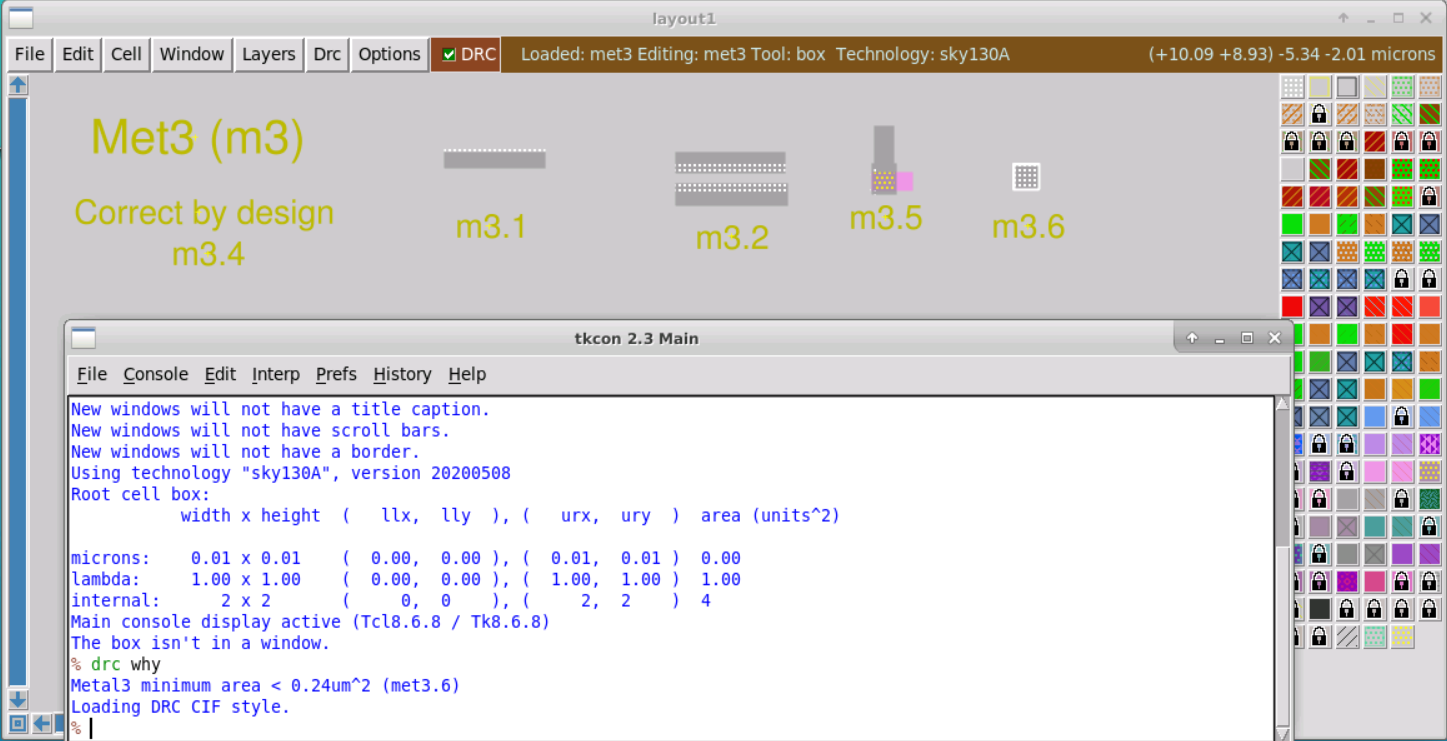 layout1
File Edit Cell Window Layers Drc Options DRC Loaded: met3 Editing: met3 Tool: box Technology: sky130A (+10.09 +8.93) -5.34 -2.01 microns
Met3 (m3)
Correct by design
m3.4
m3.1
m3.2
m3.5
m3.6
tkcon 2.3 Main
File Console Edit Interp Prefs History Help
New windows will not have a title caption.
New windows will not have scroll bars.
New windows will not have a border.
Using technology "sky130A", version 20200508
Root cell box:
width x height ( llx, lly ), ( urx, ury ) area (units^2)
microns: 0.01 x 0.01 ( 0.00, 0.00 ), ( 0.01, 0.01 ) 0.00
lambda: 1.00 x 1.00 ( 0.00, 0.00 ), ( 1.00, 1.00 ) 1.00
internal: 2 x 2 ( 0, 0 ), ( 2, 2 ) 4
Main console display active (Tcl8.6.8 / Tk8.6.8)
The box isn't in a window.
% drc why
Metal3 minimum area < 0.24um^2 (met3.6)
Loading DRC CIF style.
%